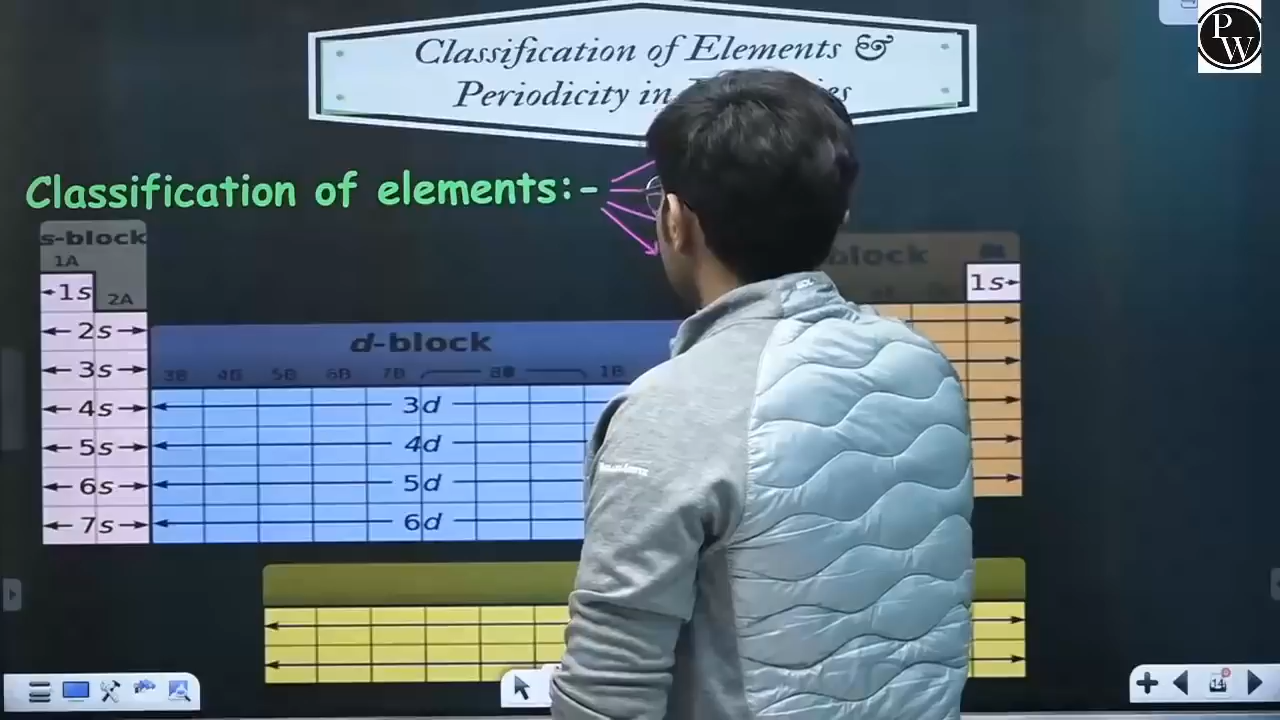 Classification of Elements &
Periodicity in
PW
Classification of elements:-
s-block
1A
1s
2A
block
1s
2s
d-block
3B 4B 5B 6B 7B 8B 1B
3s
4s
3d
5s
4d
6s
5d
7s
6d
14